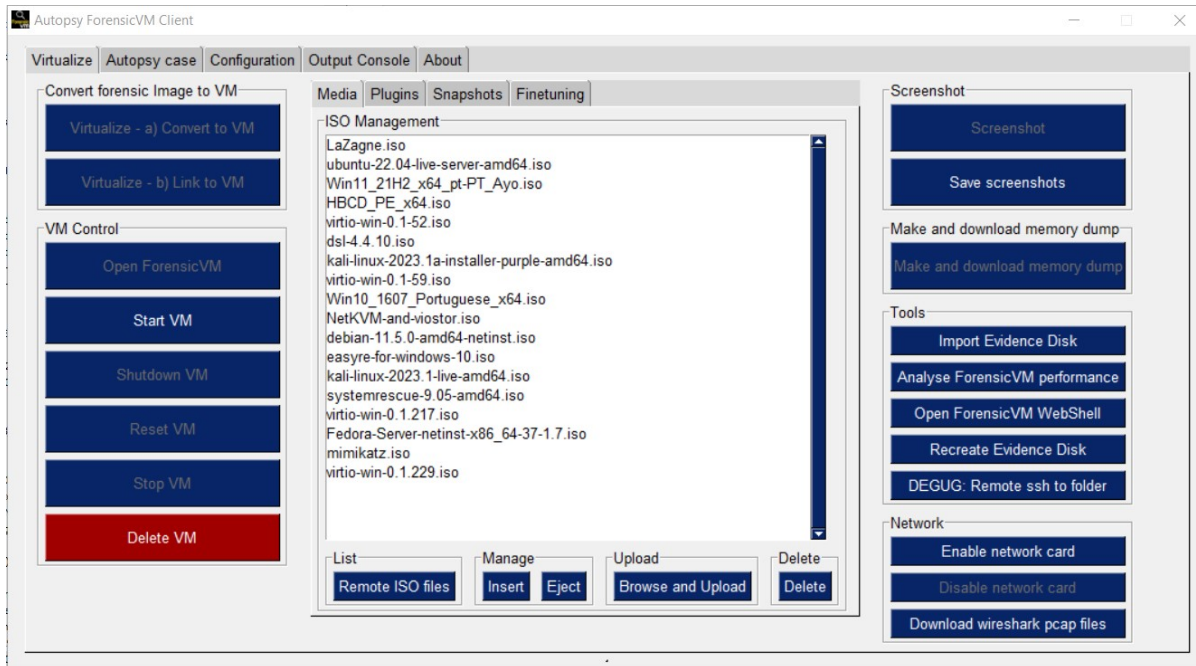 Autopsy ForensicVM Client
Virtualize
Autopsy case
Configuration
Output Console
About
Convert forensic Image to VM
Virtualize - a) Convert to VM
Virtualize - b) Link to VM
VM Control
Open ForensicVM
Start VM
Shutdown VM
Reset VM
Stop VM
Delete VM
Media
Plugins
Snapshots
Finetuning
ISO Management
LaZagne.iso
ubuntu-22.04-live-server-amd64.iso
Win11_21H2_x64_pt-PT_Ayo.iso
HBCD_PE_x64.iso
virtio-win-0.1-52.iso
dsl-4.4.10.iso
kali-linux-2023.1a-installer-purple-amd64.iso
virtio-win-0.1-59.iso
Win10_1607_Portuguese_x64.iso
NetKVM-and-viostor.iso
debian-11.5.0-amd64-netinst.iso
easyre-for-windows-10.iso
kali-linux-2023.1-live-amd64.iso
systemrescue-9.05-amd64.iso
virtio-win-0.1.217.iso
Fedora-Server-netinst-x86_64-37-1.7.iso
mimikatz.iso
virtio-win-0.1.229.iso
List
Remote ISO files
Manage
Insert
Eject
Upload
Browse and Upload
Delete
Delete
Screenshot
Screenshot
Save screenshots
Make and download memory dump
Make and download memory dump
Tools
Import Evidence Disk
Analyse ForensicVM performance
Open ForensicVM WebShell
Recreate Evidence Disk
DEGUG: Remote ssh to folder
Network
Enable network card
Disable network card
Download wireshark pcap files